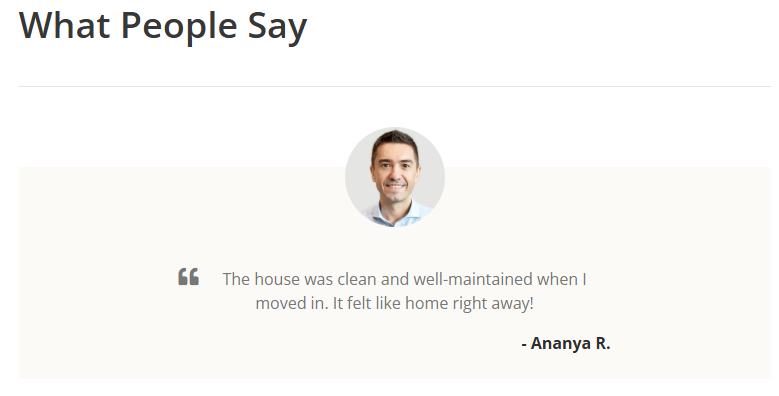 What People Say
❝ The house was clean and well-maintained when I
moved in. It felt like home right away!
- Ananya R.